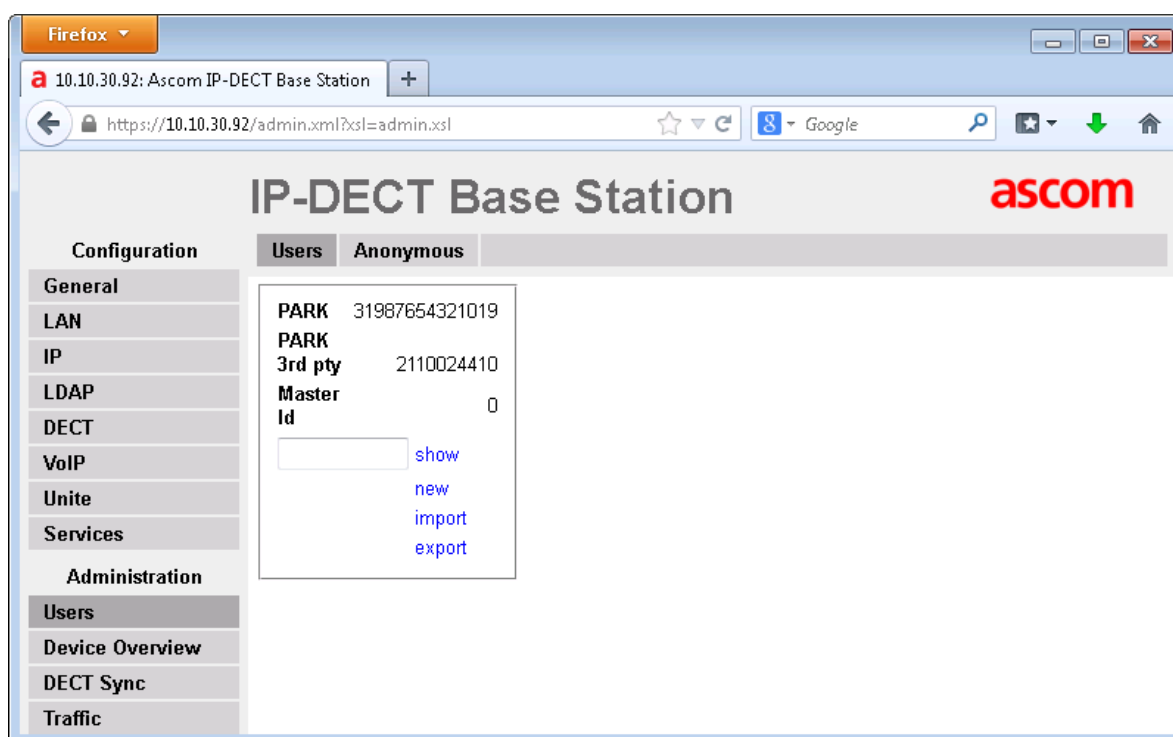 Firefox
a 10.10.30.92: Ascom IP-DECT Base Station +
https://10.10.30.92/admin.xml?xsl=admin.xsl 8 Google
IP-DECT Base Station ascom
Configuration Users Anonymous
General
LAN
IP
LDAP
DECT
VoIP
Unite
Services
Administration
Users
Device Overview
DECT Sync
Traffic
PARK 31987654321019
PARK
3rd pty 2110024410
Master
Id 0
show
new
import
export